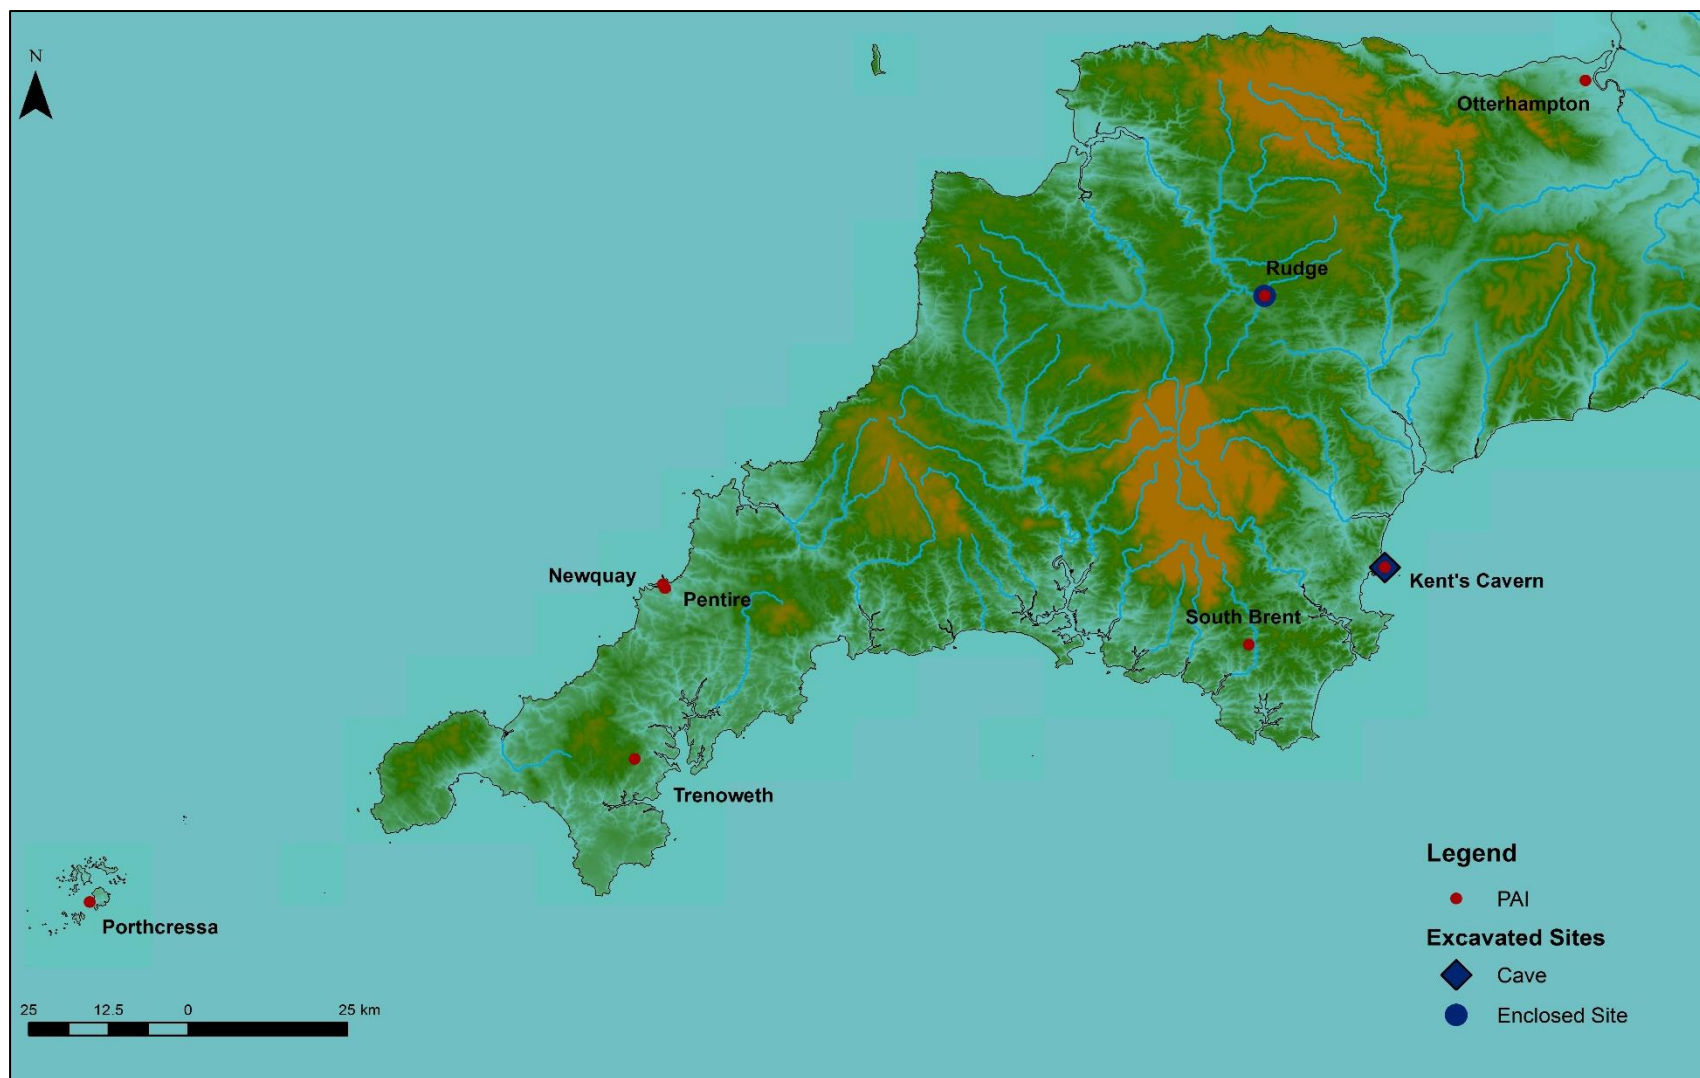 N
Otterhampton
Rudge
Newquay
Pentire
Kent's Cavern
South Brent
Trenoweth
Porthcressa
Legend
PAI
Excavated Sites
Cave
Enclosed Site
25 12.5 0 25 km